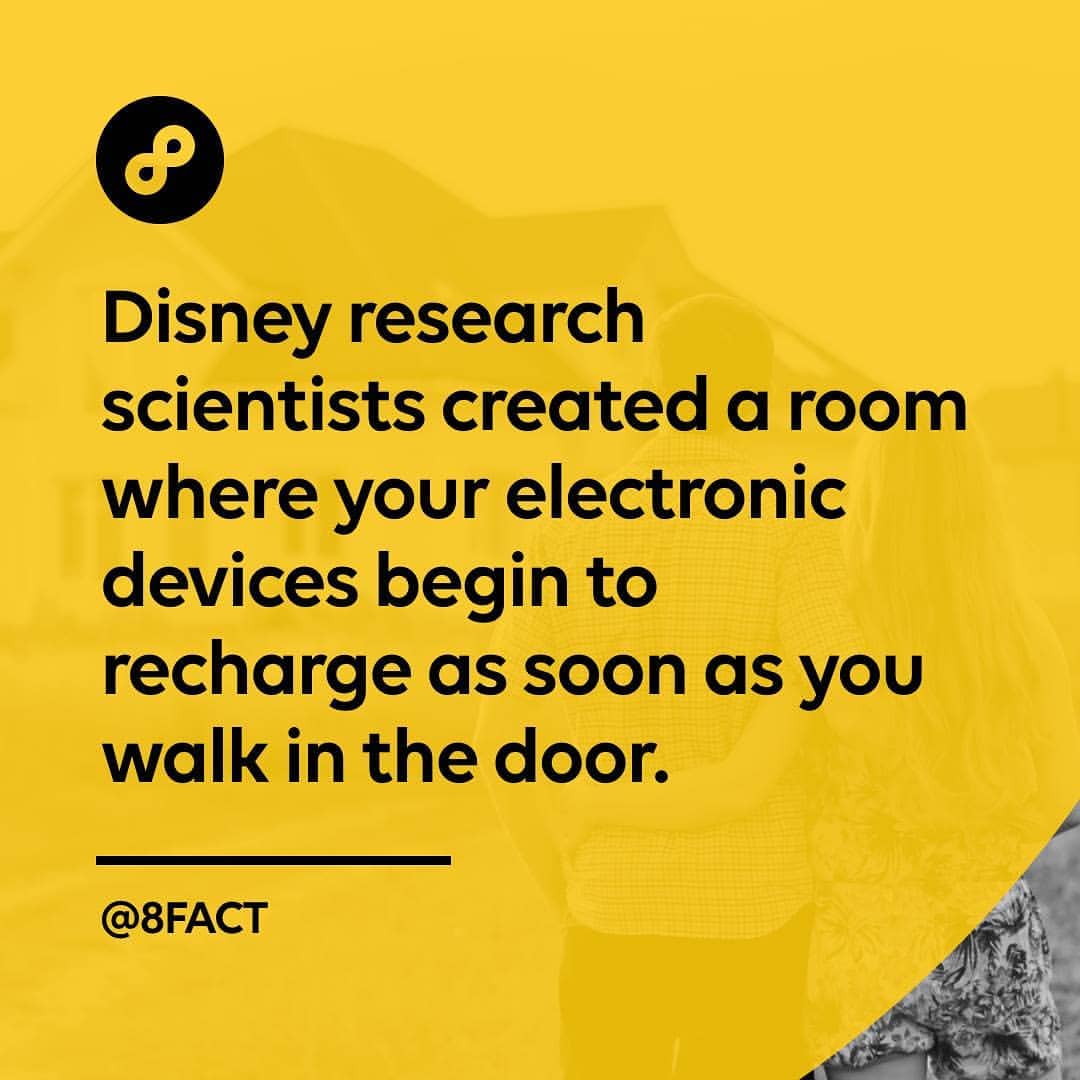 Disney research
scientists created a room
where your electronic
devices begin to
recharge as soon as you
walk in the door.
@8FACT